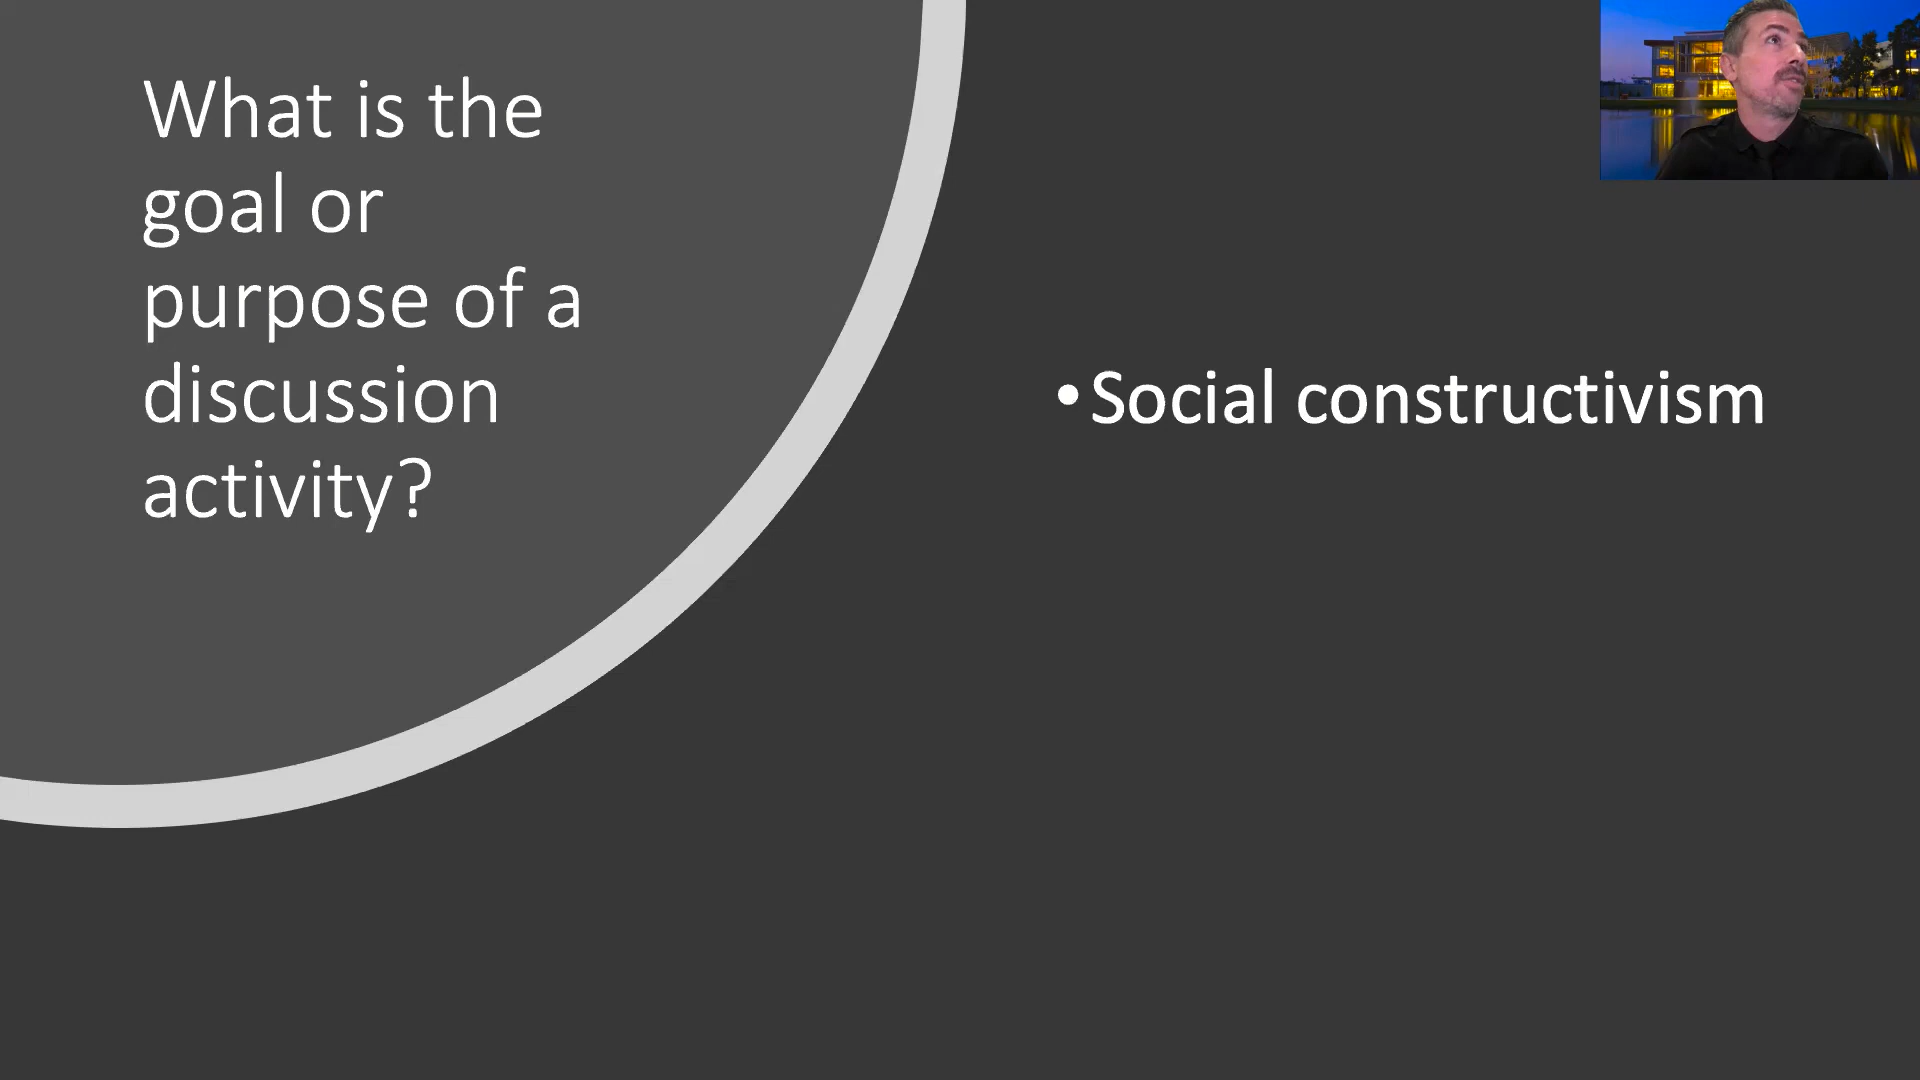 What is the
goal or
purpose of a
discussion
activity?
•Social constructivism